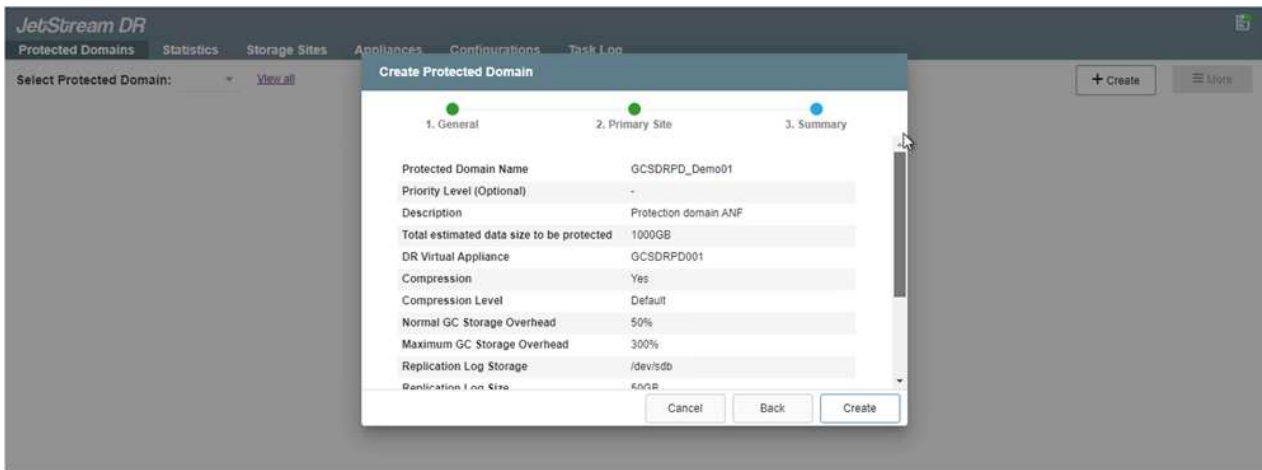 JetStream DR
Protected Domains Statistics Storage Sites Appliances Configurations Task Log
Select Protected Domain: View all + Create More
Create Protected Domain
1. General 2. Primary Site 3. Summary
Protected Domain Name GCSDRPD_Demo01
Priority Level (Optional) -
Description Protection domain ANF
Total estimated data size to be protected 1000GB
DR Virtual Appliance GCSDRPD001
Compression Yes
Compression Level Default
Normal GC Storage Overhead 50%
Maximum GC Storage Overhead 300%
Replication Log Storage /dev/sdb
Replication Log Size 50GB
Cancel Back Create